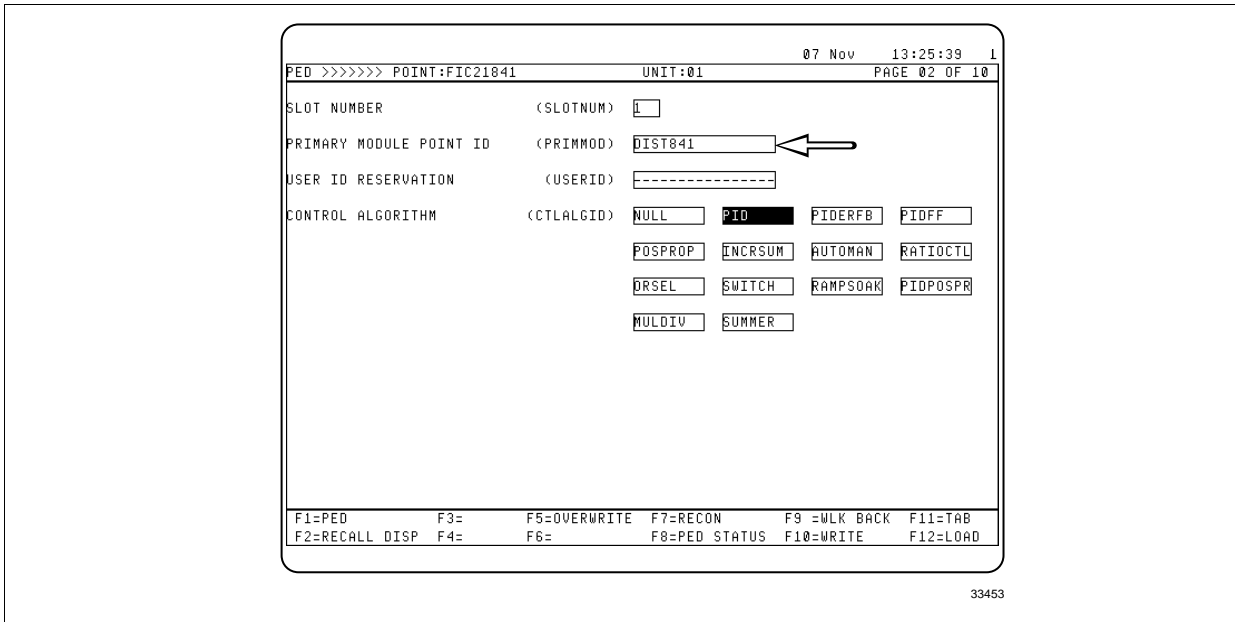 07 Nov 13:25:39 1
PED >>>>>>> POINT:FIC21841 UNIT:01 PAGE 02 OF 10
SLOT NUMBER (SLOTNUM) 1
PRIMARY MODULE POINT ID (PRIMMOD) DIST841
USER ID RESERVATION (USERID) ----------------
CONTROL ALGORITHM (CTLALGID) NULL PID PIDERFB PIDFF
POSPROP INCRSUM AUTOMAN RATIOCTL
ORSEL SWITCH RAMPSOAK PIDPOSPR
MULDIV SUMMER
F1=PED F3= F5=OVERWRITE F7=RECON F9 =WLK BACK F11=TAB
F2=RECALL DISP F4= F6= F8=PED STATUS F10=WRITE F12=LOAD
33453